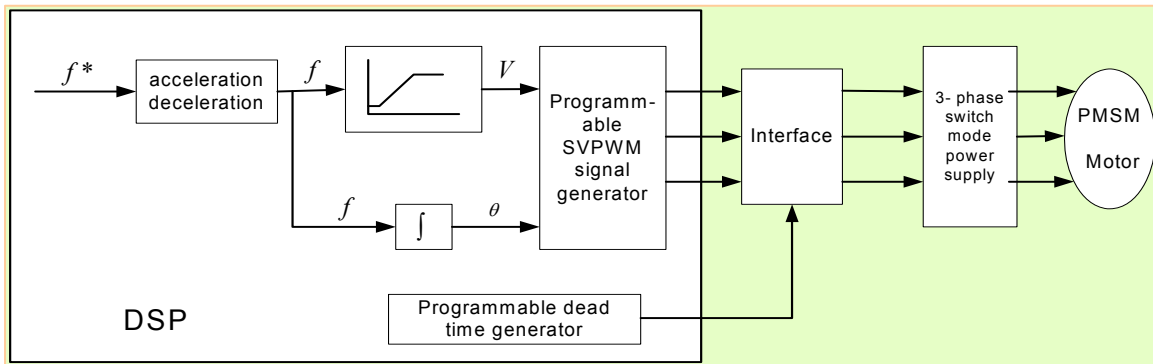 f*
acceleration
deceleration
f
V
f
∫
θ
Programm-
able
SVPWM
signal
generator
Programmable dead
time generator
DSP
Interface
3- phase
switch
mode
power
supply
PMSM
Motor